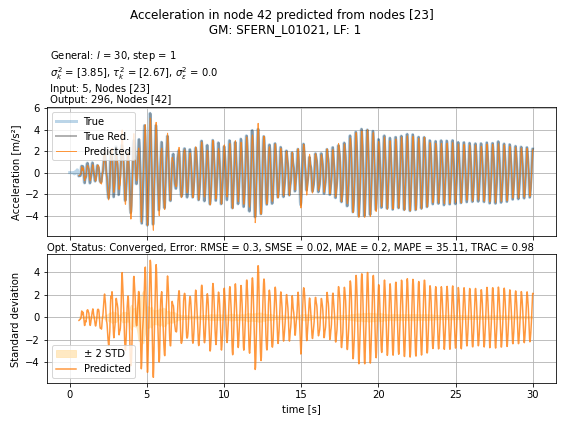 Acceleration in node 42 predicted from nodes [23]
GM: SFERN_L01021, LF: 1
General: l = 30, step = 1
σ²ₖ = [3.85], τ²ₖ = [2.67], σ²ε = 0.0
Input: 5, Nodes [23]
Output: 296, Nodes [42]
Acceleration [m/s²]
6
4
2
0
−2
−4
True
True Red.
Predicted
Opt. Status: Converged, Error: RMSE = 0.3, SMSE = 0.02, MAE = 0.2, MAPE = 35.11, TRAC = 0.98
Standard deviation
4
2
0
−2
−4
± 2 STD
Predicted
0 5 10 15 20 25 30
time [s]